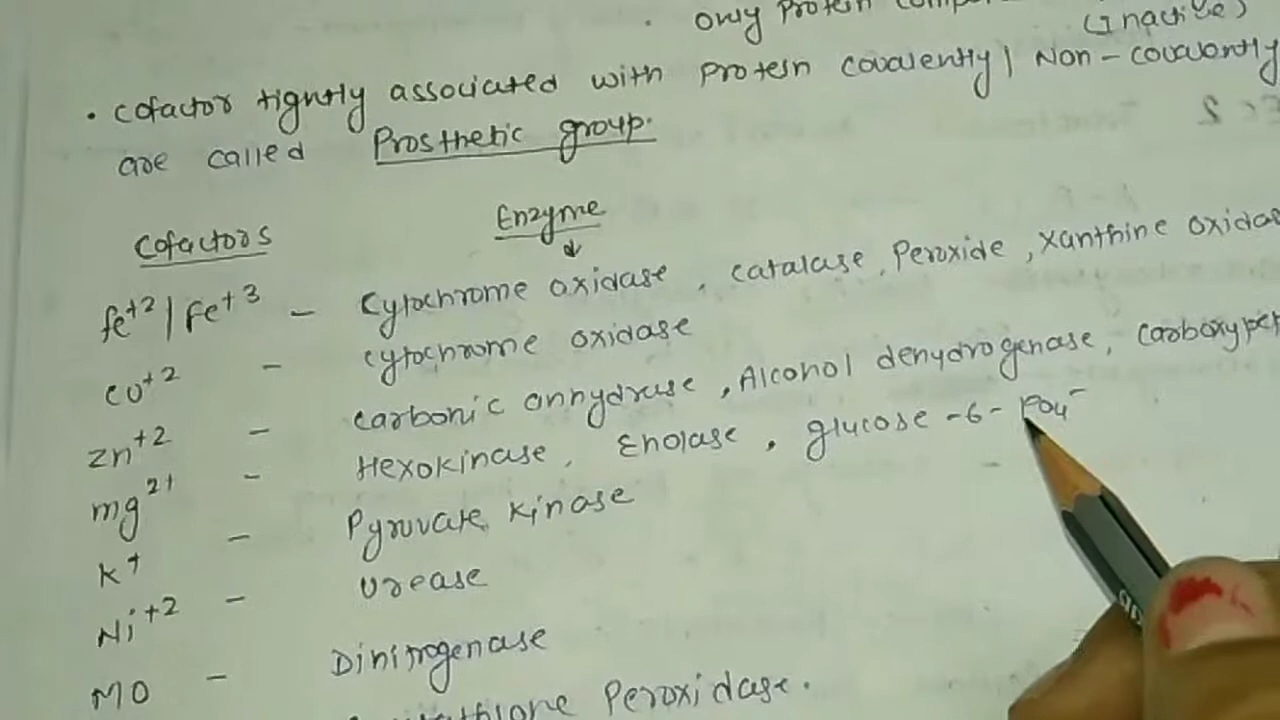 . only Protein
(Inactive)
. Cofactor tightly associated with Protein covalently | Non-covalently
are called Prosthetic group.
Cofactors Enzyme
↓
fe+2 | Fe+3 - Cytochrome oxidase, catalase, Peroxide, Xanthine
cu+2 - cytochrome oxidase
zn+2 - carbonic anhydrase, Alcohol dehydrogenase,
mg2+ - Hexokinase, Enolase, glucose-6-PO4-
K+ - Pyruvate kinase
Ni+2 - urease
MO - Dinitrogenase
Peroxidase.